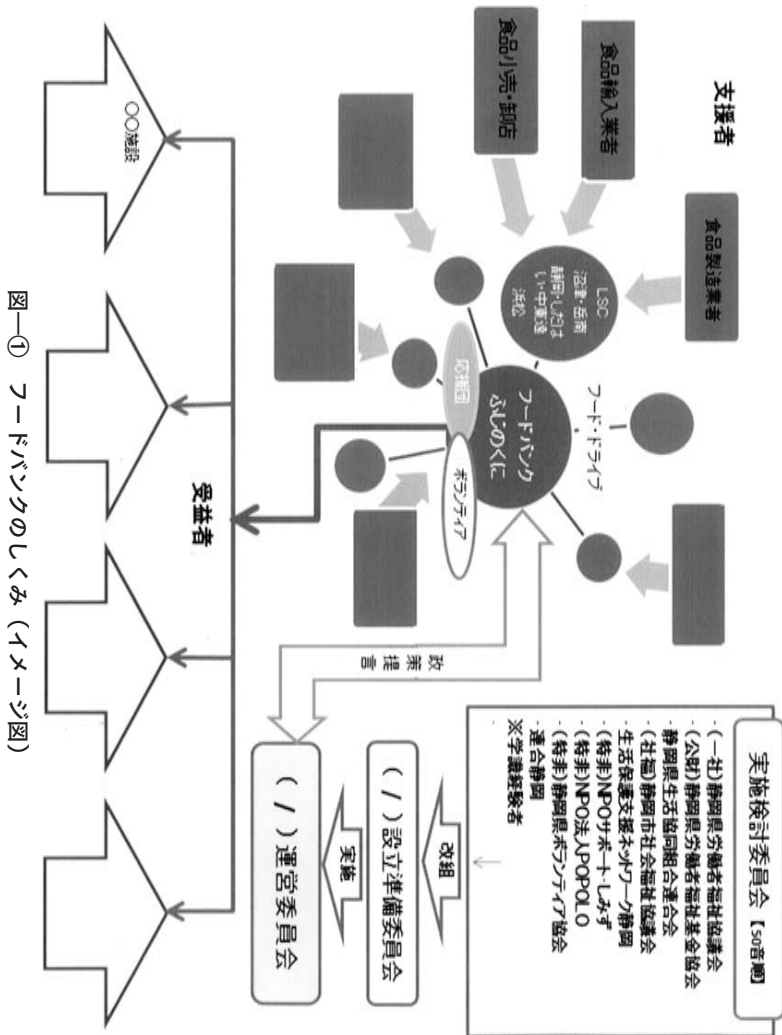 支援者
食品輸入業者
食品小売・卸店
食品製造業者
LSC
沼津・岳南
静岡・しだは
い・中東遠
浜松
フード・ドライブ
フードバンク
ふじのくに
応援団
ボランティア
受益者
〇〇施設
政策提言
実施検討委員会【50音順】
・(一社)静岡県労働者福祉協議会
・(公財)静岡県労働者福祉基金協会
・静岡県生活協同組合連合会
・(社福)静岡市社会福祉協議会
・生活保護支援ネットワーク静岡
・(特非)NPOサポート・しみず
・(特非)NPO法人POPOLO
・(特非)静岡県ボランティア協会
・連合静岡
※学識経験者
改組
( / )設立準備委員会
実施
( / )運営委員会
図―① フードバンクのしくみ(イメージ図)